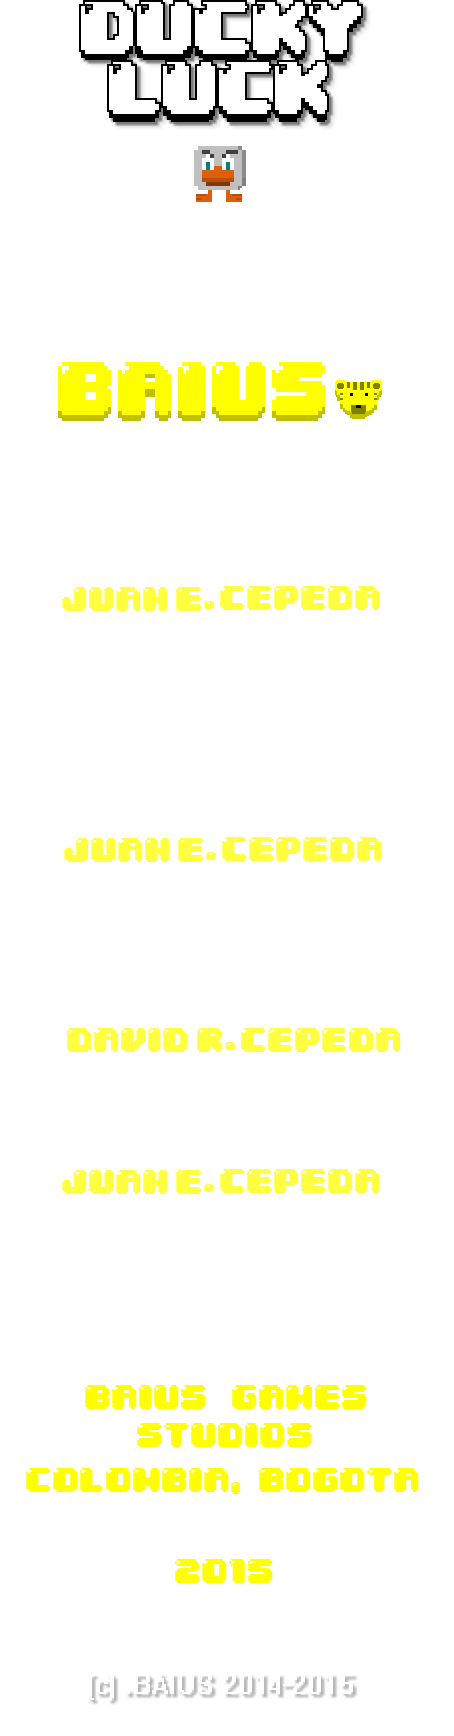 DUCKY
LUCK
BAIUS
JUAN E. CEPEDA
JUAN E. CEPEDA
DAVID R. CEPEDA
JUAN E. CEPEDA
BAIUS GAMES
STUDIOS
COLOMBIA, BOGOTA
2015
(c) .BAIUS 2014-2015